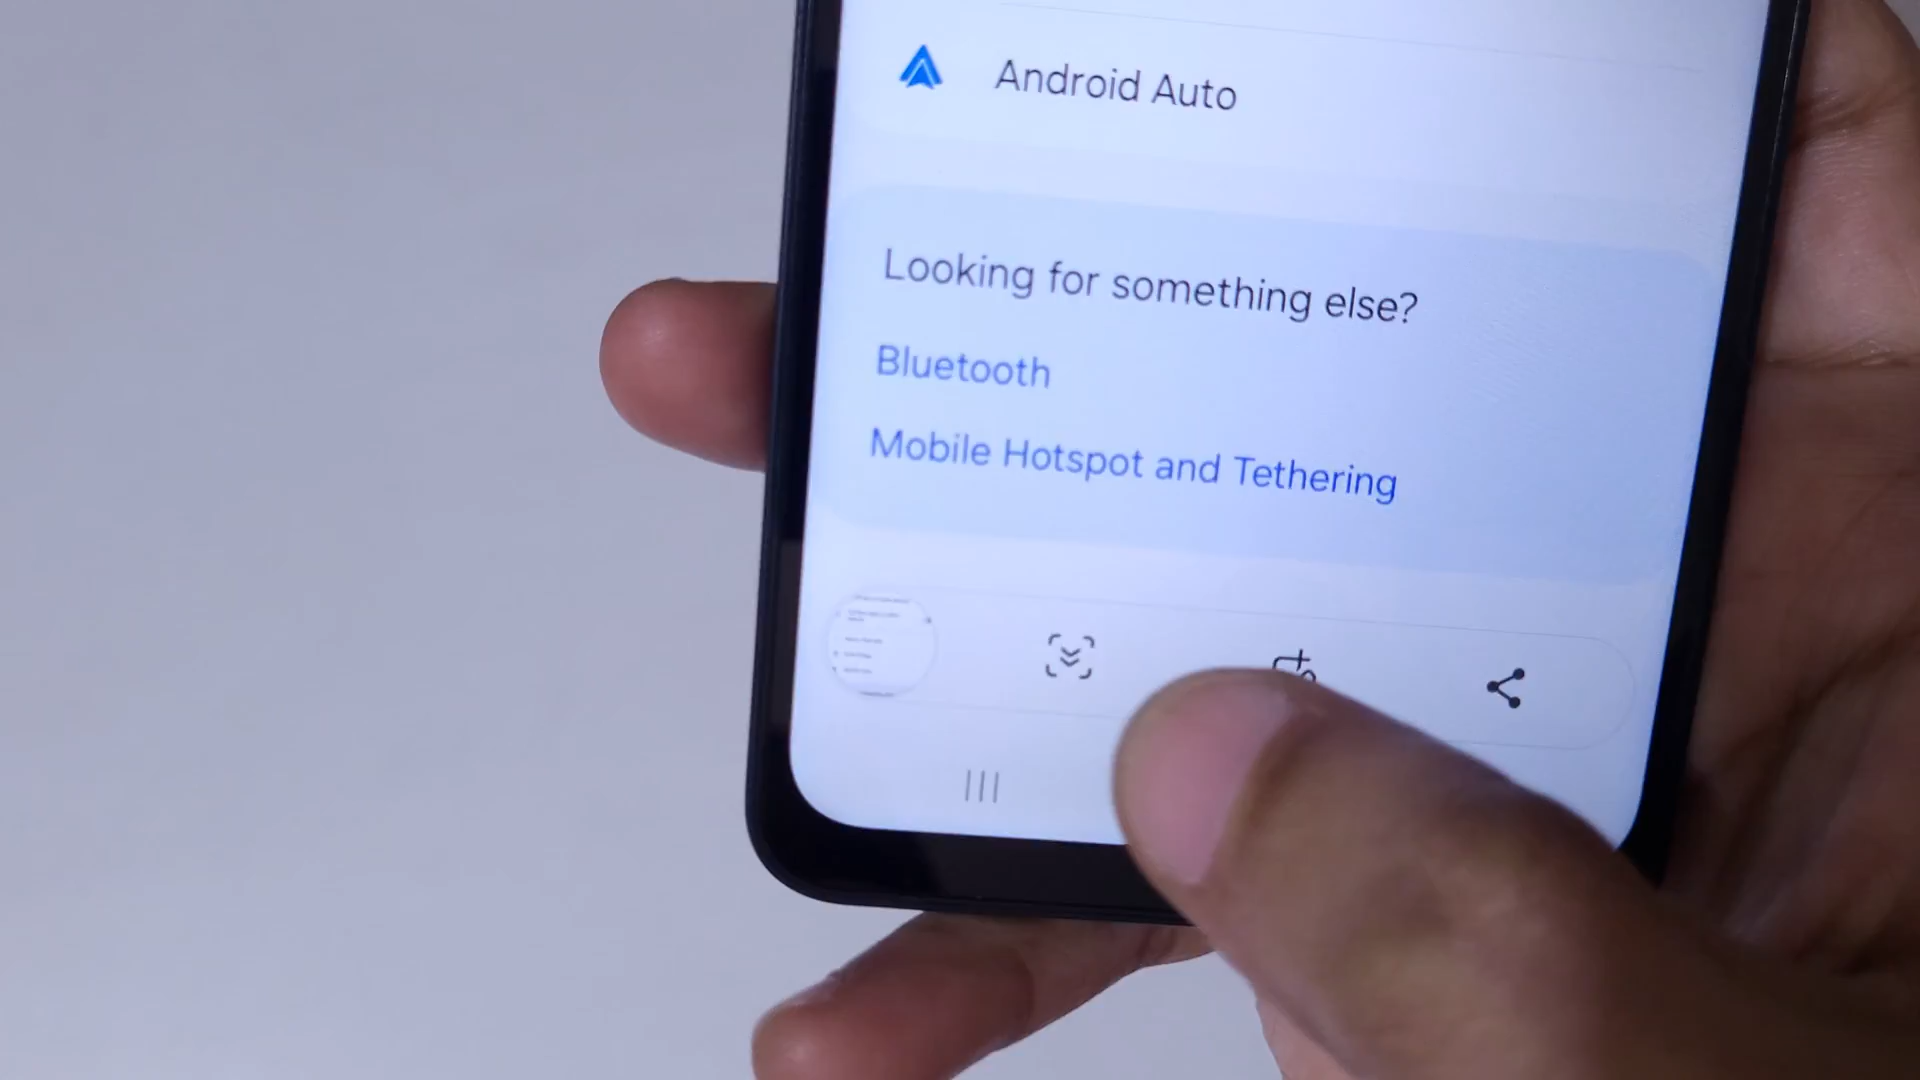 Android Auto
Looking for something else?
Bluetooth
Mobile Hotspot and Tethering